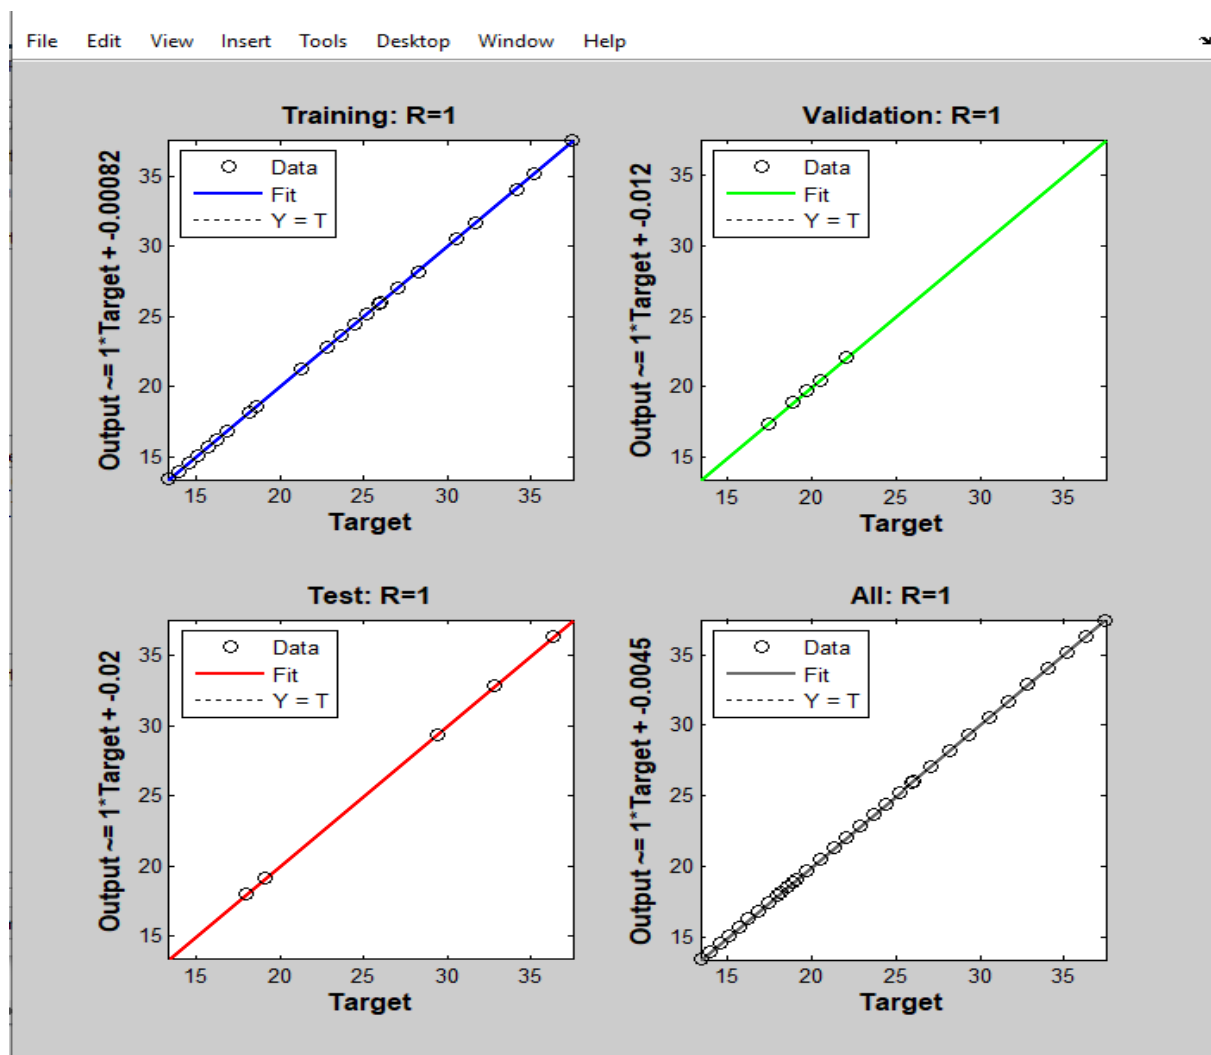 File Edit View Insert Tools Desktop Window Help
Training: R=1
Output ~= 1*Target + -0.00082
Data
Fit
Y = T
35
30
25
20
15
15 20 25 30 35
Target
Validation: R=1
Output ~= 1*Target + -0.012
Data
Fit
Y = T
35
30
25
20
15
15 20 25 30 35
Target
Test: R=1
Output ~= 1*Target + -0.02
Data
Fit
Y = T
35
30
25
20
15
15 20 25 30 35
Target
All: R=1
Output ~= 1*Target + -0.0045
Data
Fit
Y = T
35
30
25
20
15
15 20 25 30 35
Target